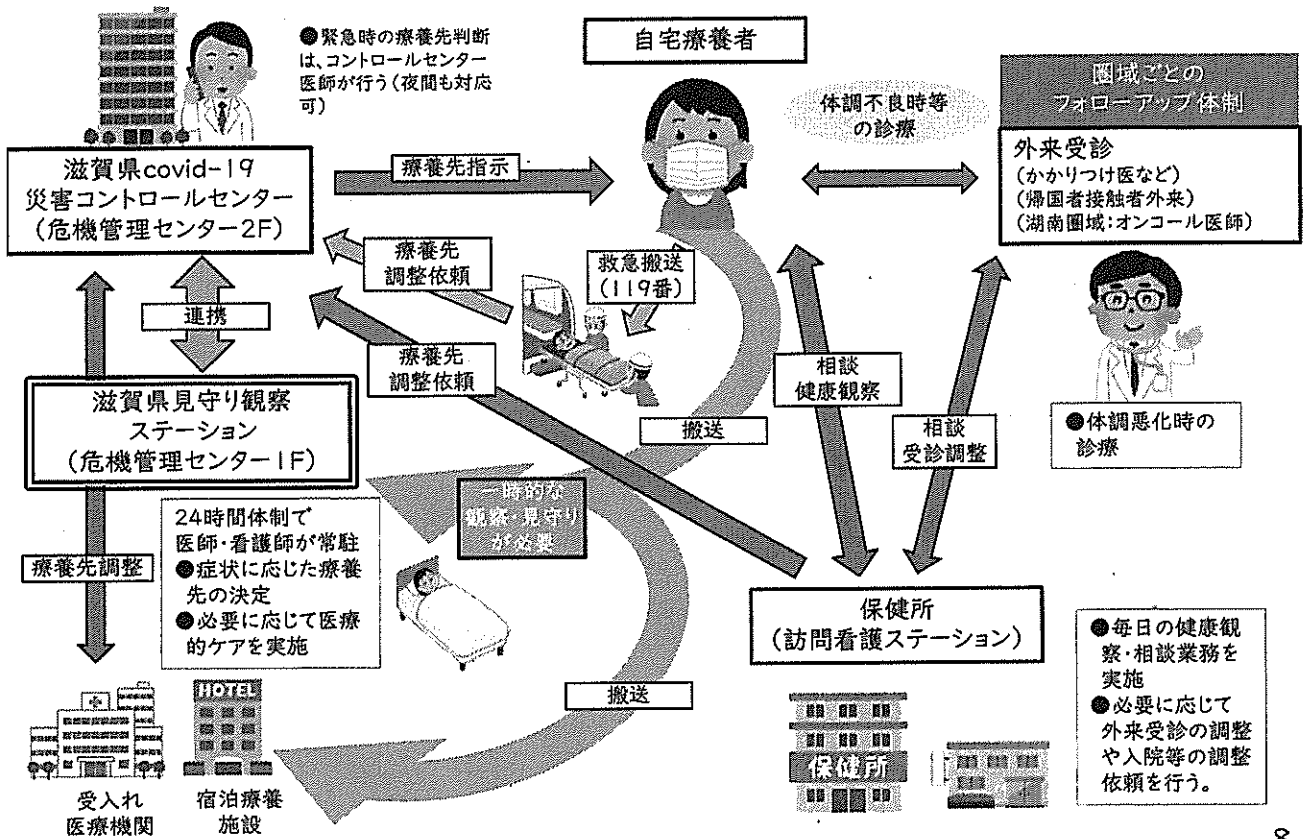 ●緊急時の療養先判断
は、コントロールセンター
医師が行う(夜間も対応
可)
自宅療養者
体調不良時等
の診療
圏域ごとの
フォローアップ体制
外来受診
(かかりつけ医など)
(帰国者接触者外来)
(湖南圏域:オンコール医師)
滋賀県covid-19
災害コントロールセンター
(危機管理センター2F)
療養先指示
療養先
調整依頼
救急搬送
(119番)
連携
療養先
調整依頼
相談
健康観察
相談
受診調整
●体調悪化時の
診療
滋賀県見守り観察
ステーション
(危機管理センター1F)
搬送
一時的な
観察・見守り
が必要
24時間体制で
医師・看護師が常駐
●症状に応じた療養
先の決定
●必要に応じて医療
的ケアを実施
療養先調整
保健所
(訪問看護ステーション)
●毎日の健康観
察・相談業務を
実施
●必要に応じて
外来受診の調整
や入院等の調整
依頼を行う。
搬送
HOTEL
保健所
受入れ
医療機関
宿泊療養
施設
8